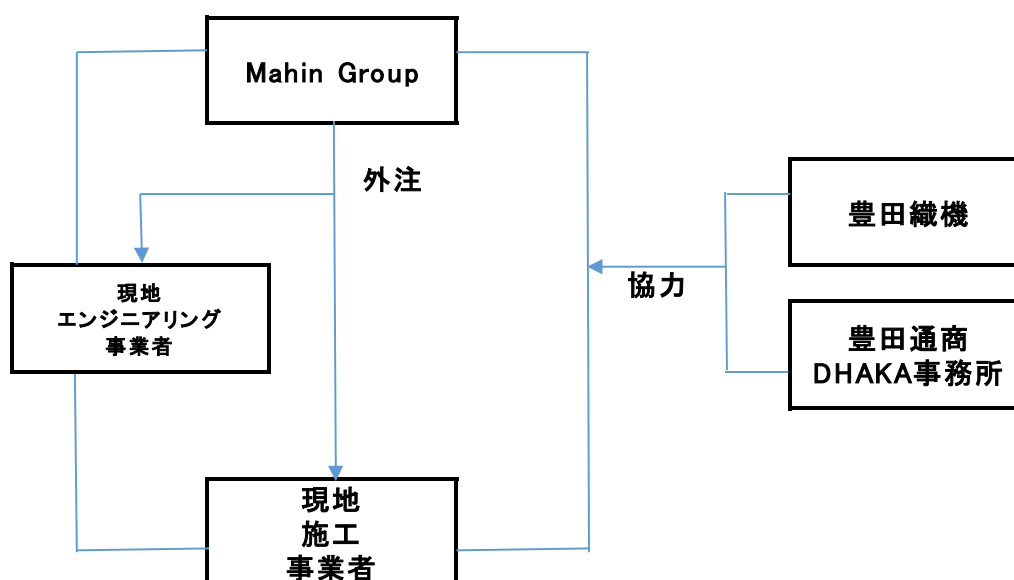 Mahin Group
外注
豊田織機
現地
エンジニアリング
事業者
協力
豊田通商
DHAKA事務所
現地
施工
事業者